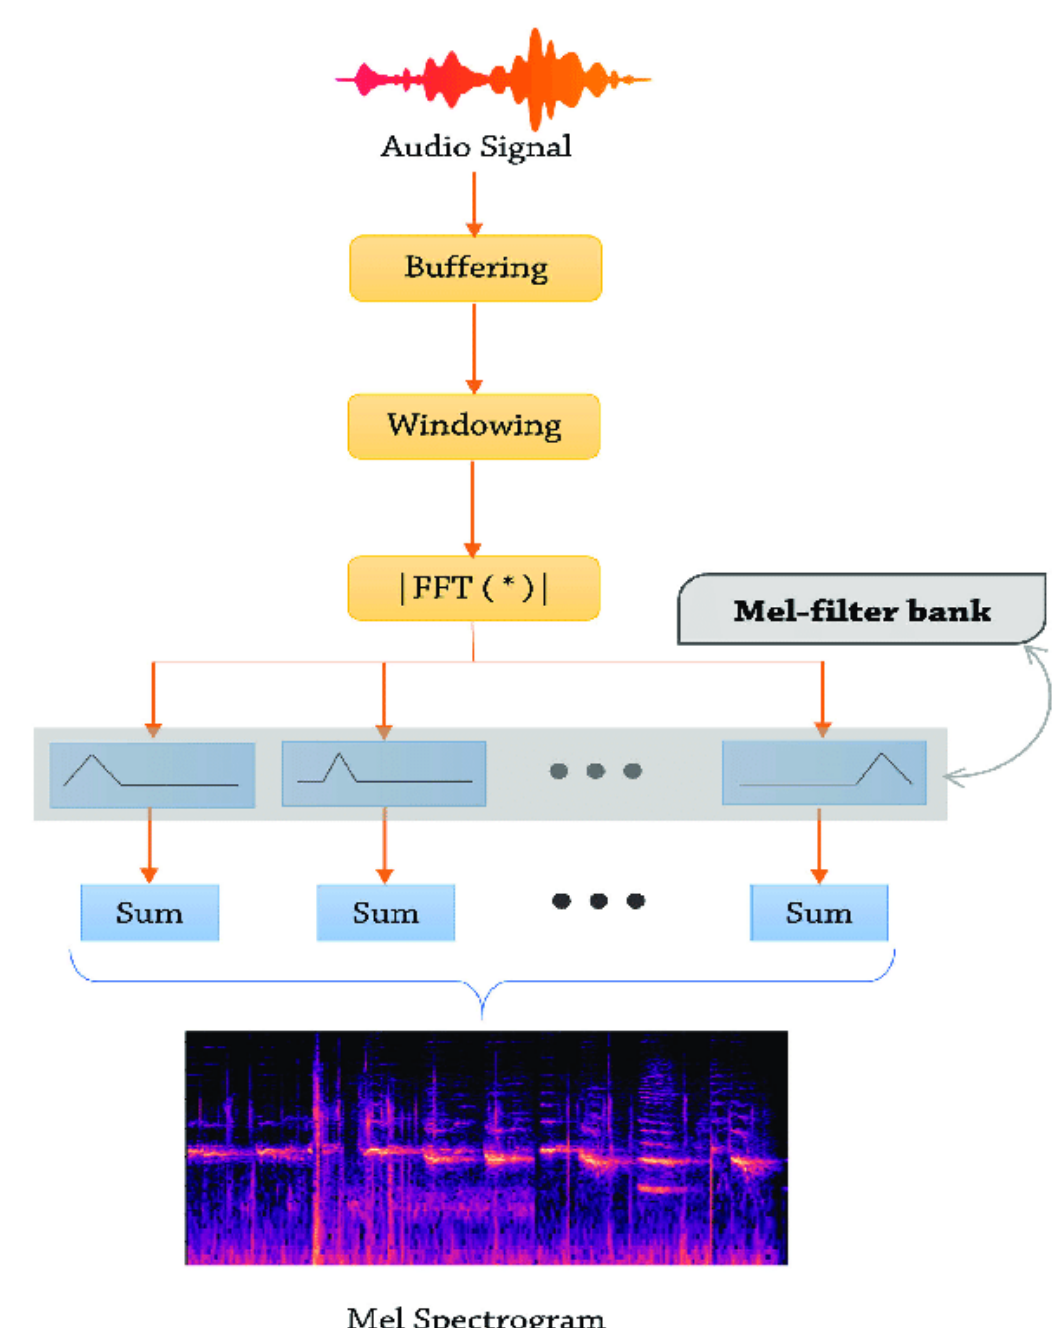 Audio Signal
Buffering
Windowing
|FFT(*)|
Mel-filter bank
Sum Sum Sum
Mel Spectrogram